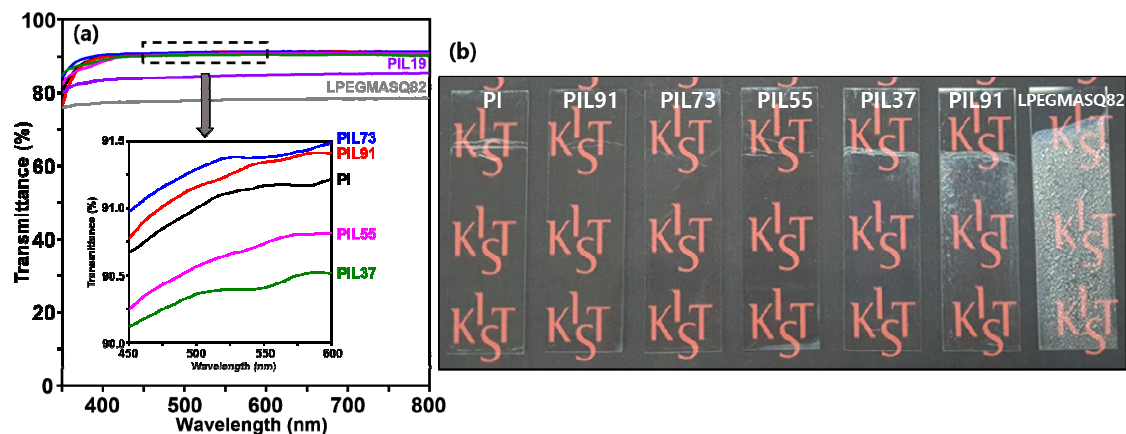 (a)
100
80
60
40
20
0
Transmittance (%)
400
500
600
700
800
Wavelength (nm)
PIL19
LPEGMASQ82
91.5
91.0
90.5
90.0
Transmittance (%)
450
500
550
600
Wavelength (nm)
PIL73
PIL91
PI
PIL55
PIL37
(b)
PI PIL91 PIL73 PIL55 PIL37 PIL91 LPEGMASQ82
KIST KIST KIST KIST KIST KIST KIST
KIST KIST KIST KIST KIST KIST KIST
KIST KIST KIST KIST KIST KIST KIST